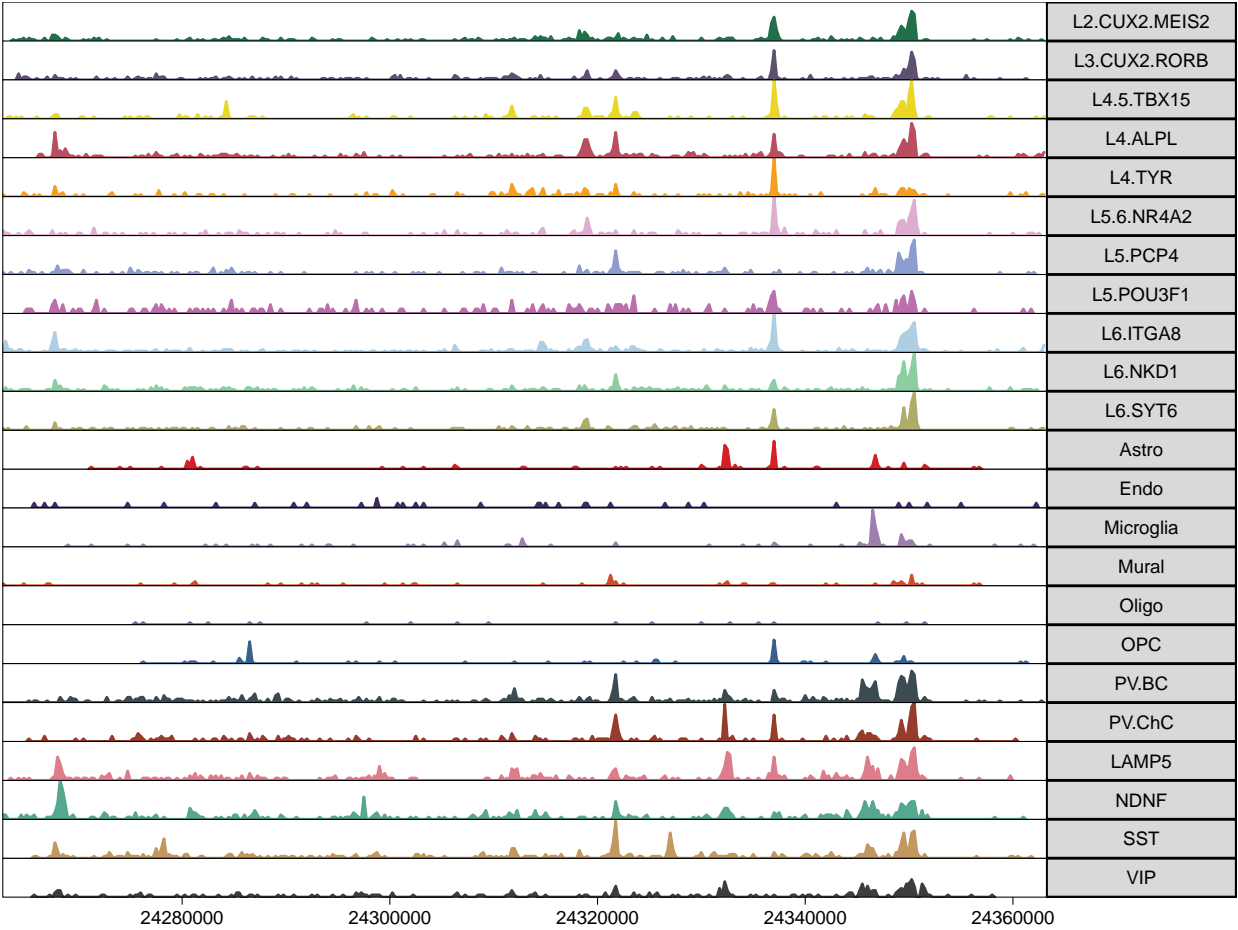 L2.CUX2.MEIS2
L3.CUX2.RORB
L4.5.TBX15
L4.ALPL
L4.TYR
L5.6.NR4A2
L5.PCP4
L5.POU3F1
L6.ITGA8
L6.NKD1
L6.SYT6
Astro
Endo
Microglia
Mural
Oligo
OPC
PV.BC
PV.ChC
LAMP5
NDNF
SST
VIP
24280000 24300000 24320000 24340000 24360000